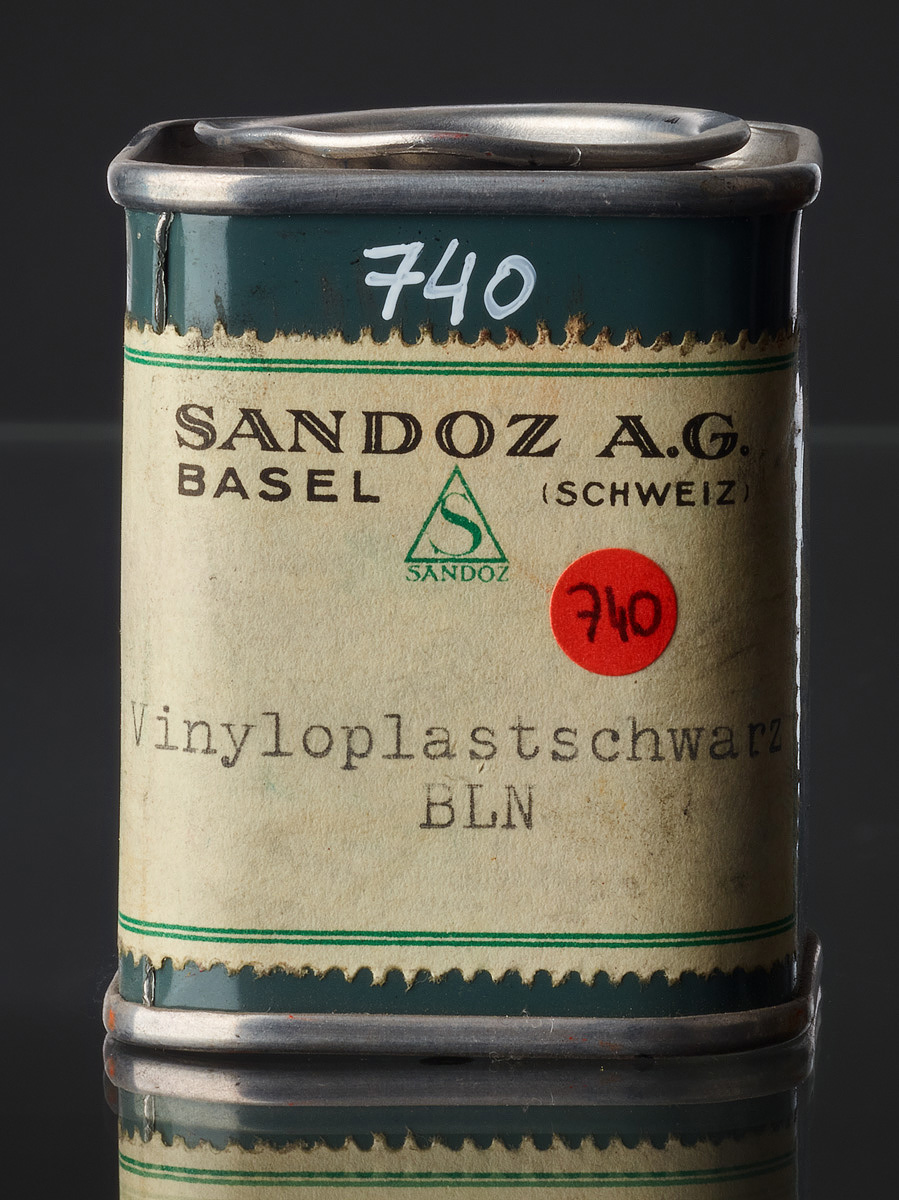 740
SANDOZ A.G.
BASEL (SCHWEIZ)
S
SANDOZ
740
Vinyloplastschwarz
BLN